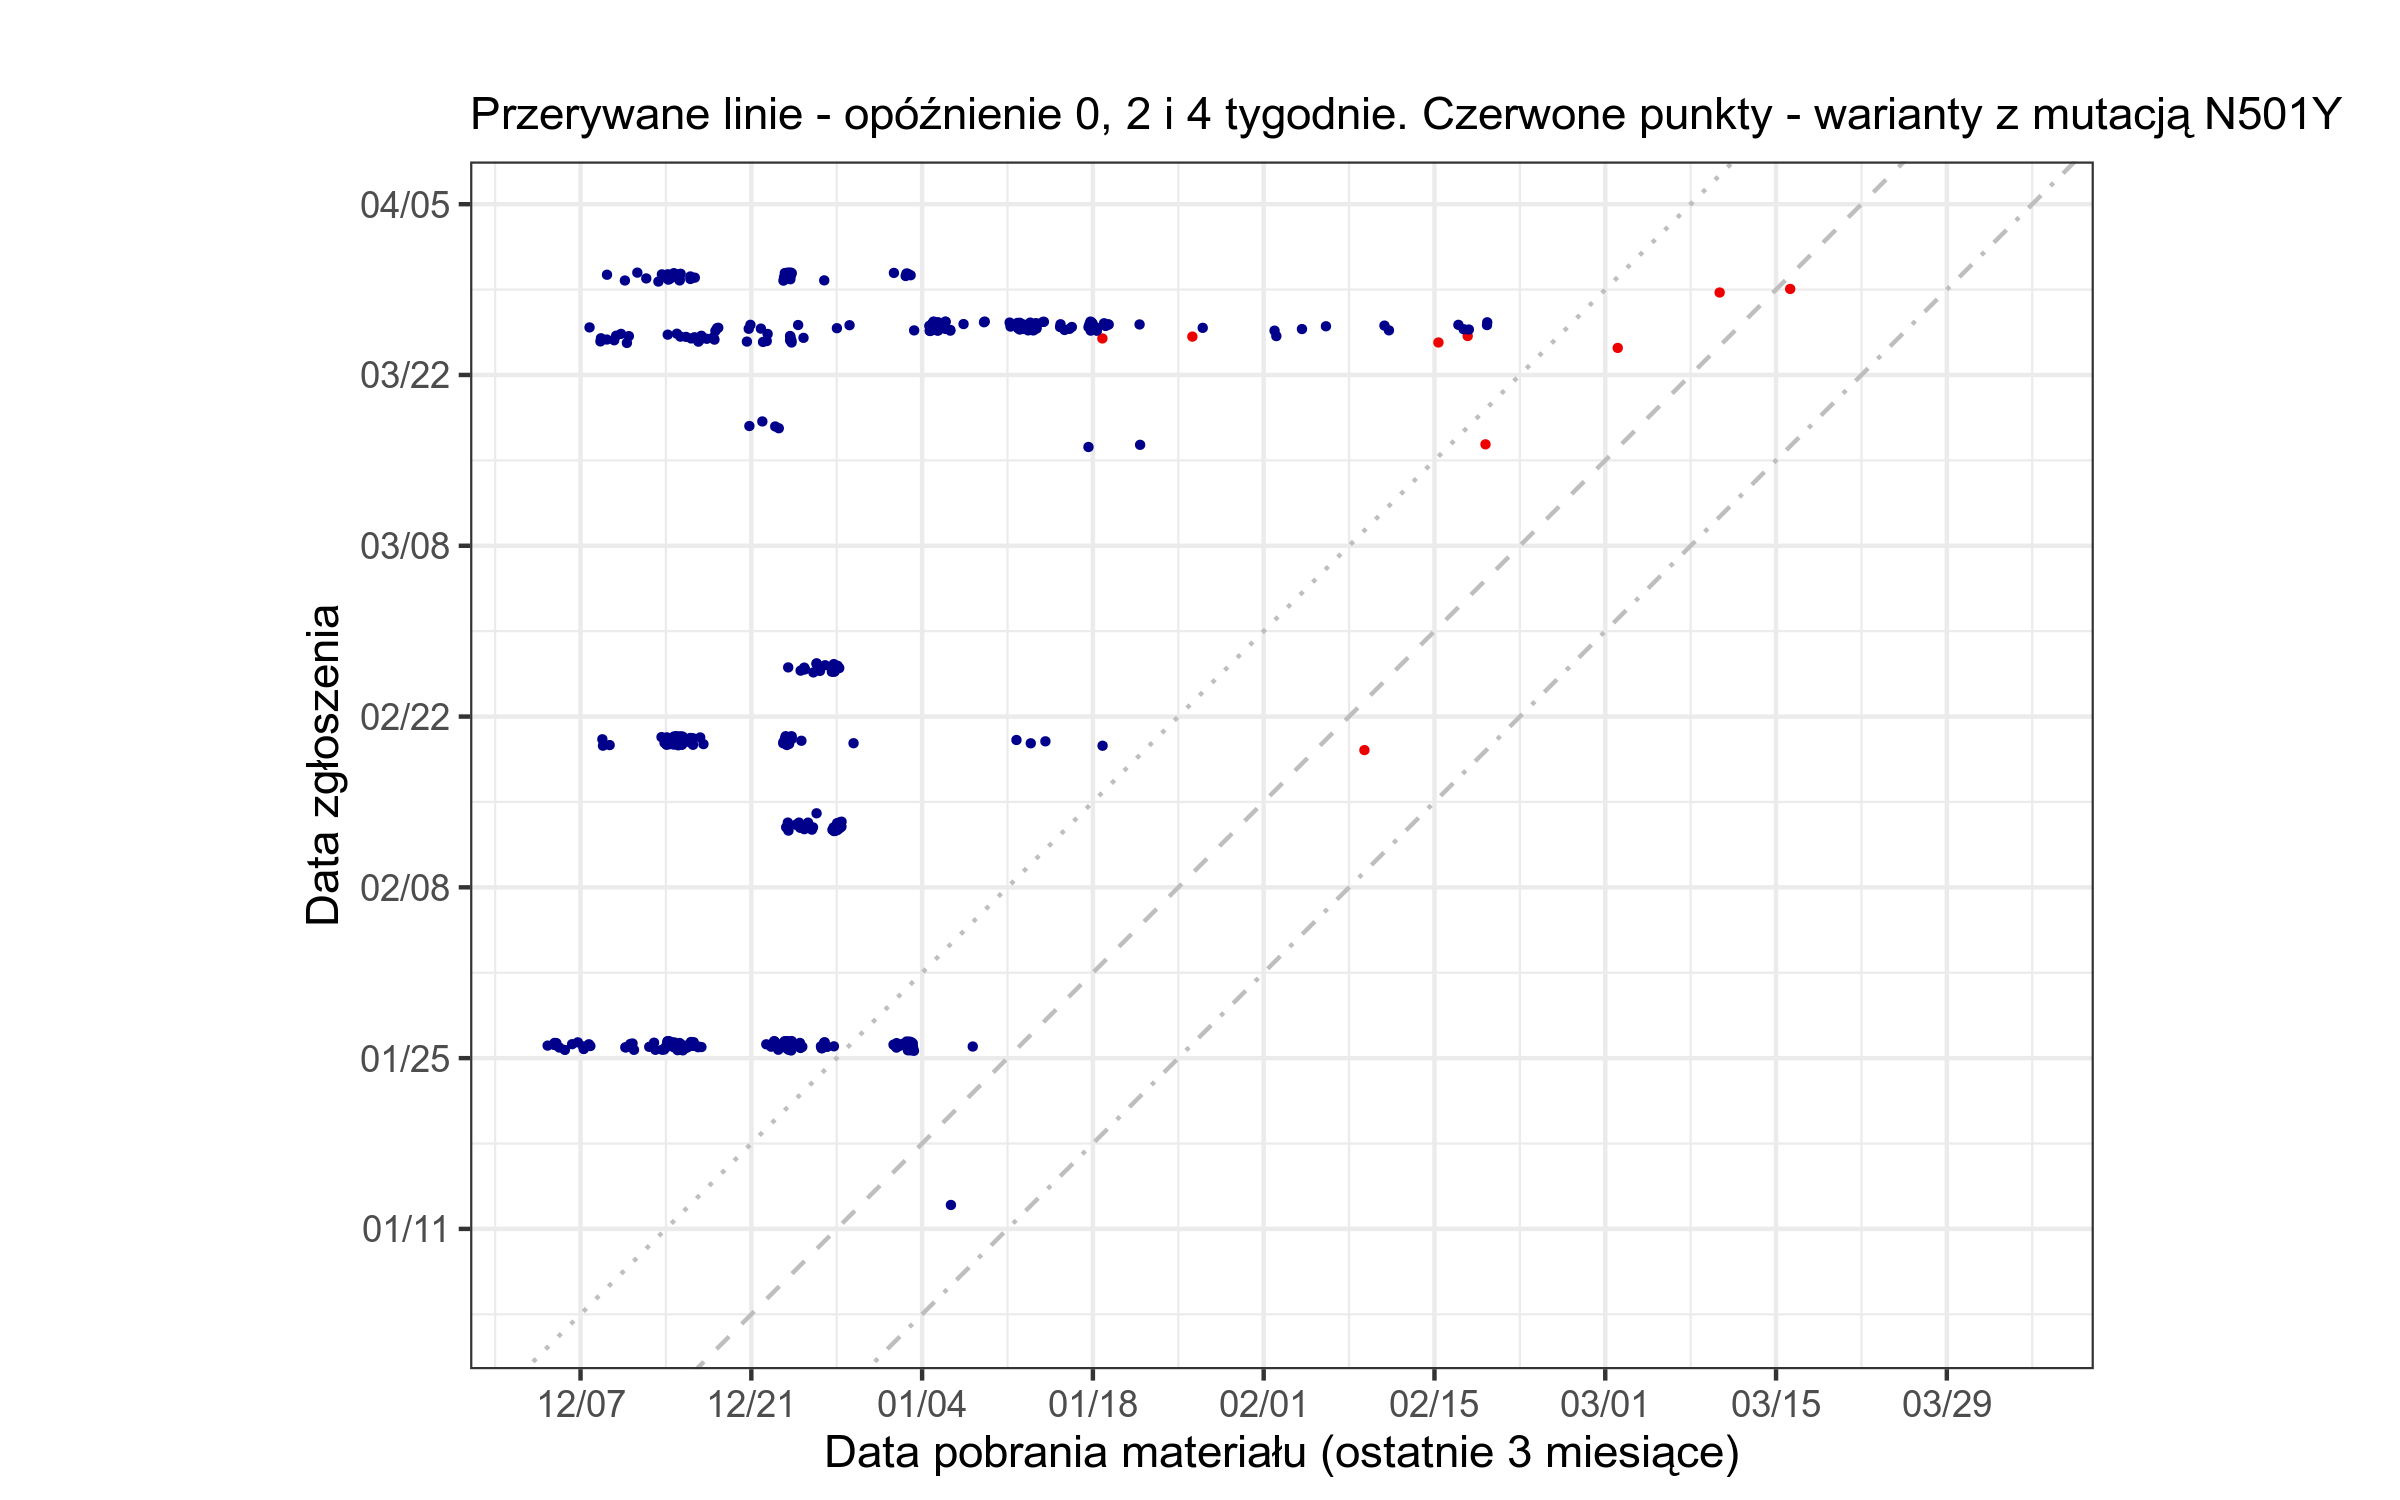 Przerywane linie - opóźnienie 0, 2 i 4 tygodnie. Czerwone punkty - warianty z mutacją N501Y
04/05
03/22
03/08
02/22
02/08
01/25
01/11
Data zgłoszenia
12/07 12/21 01/04 01/18 02/01 02/15 03/01 03/15 03/29
Data pobrania materiału (ostatnie 3 miesiące)